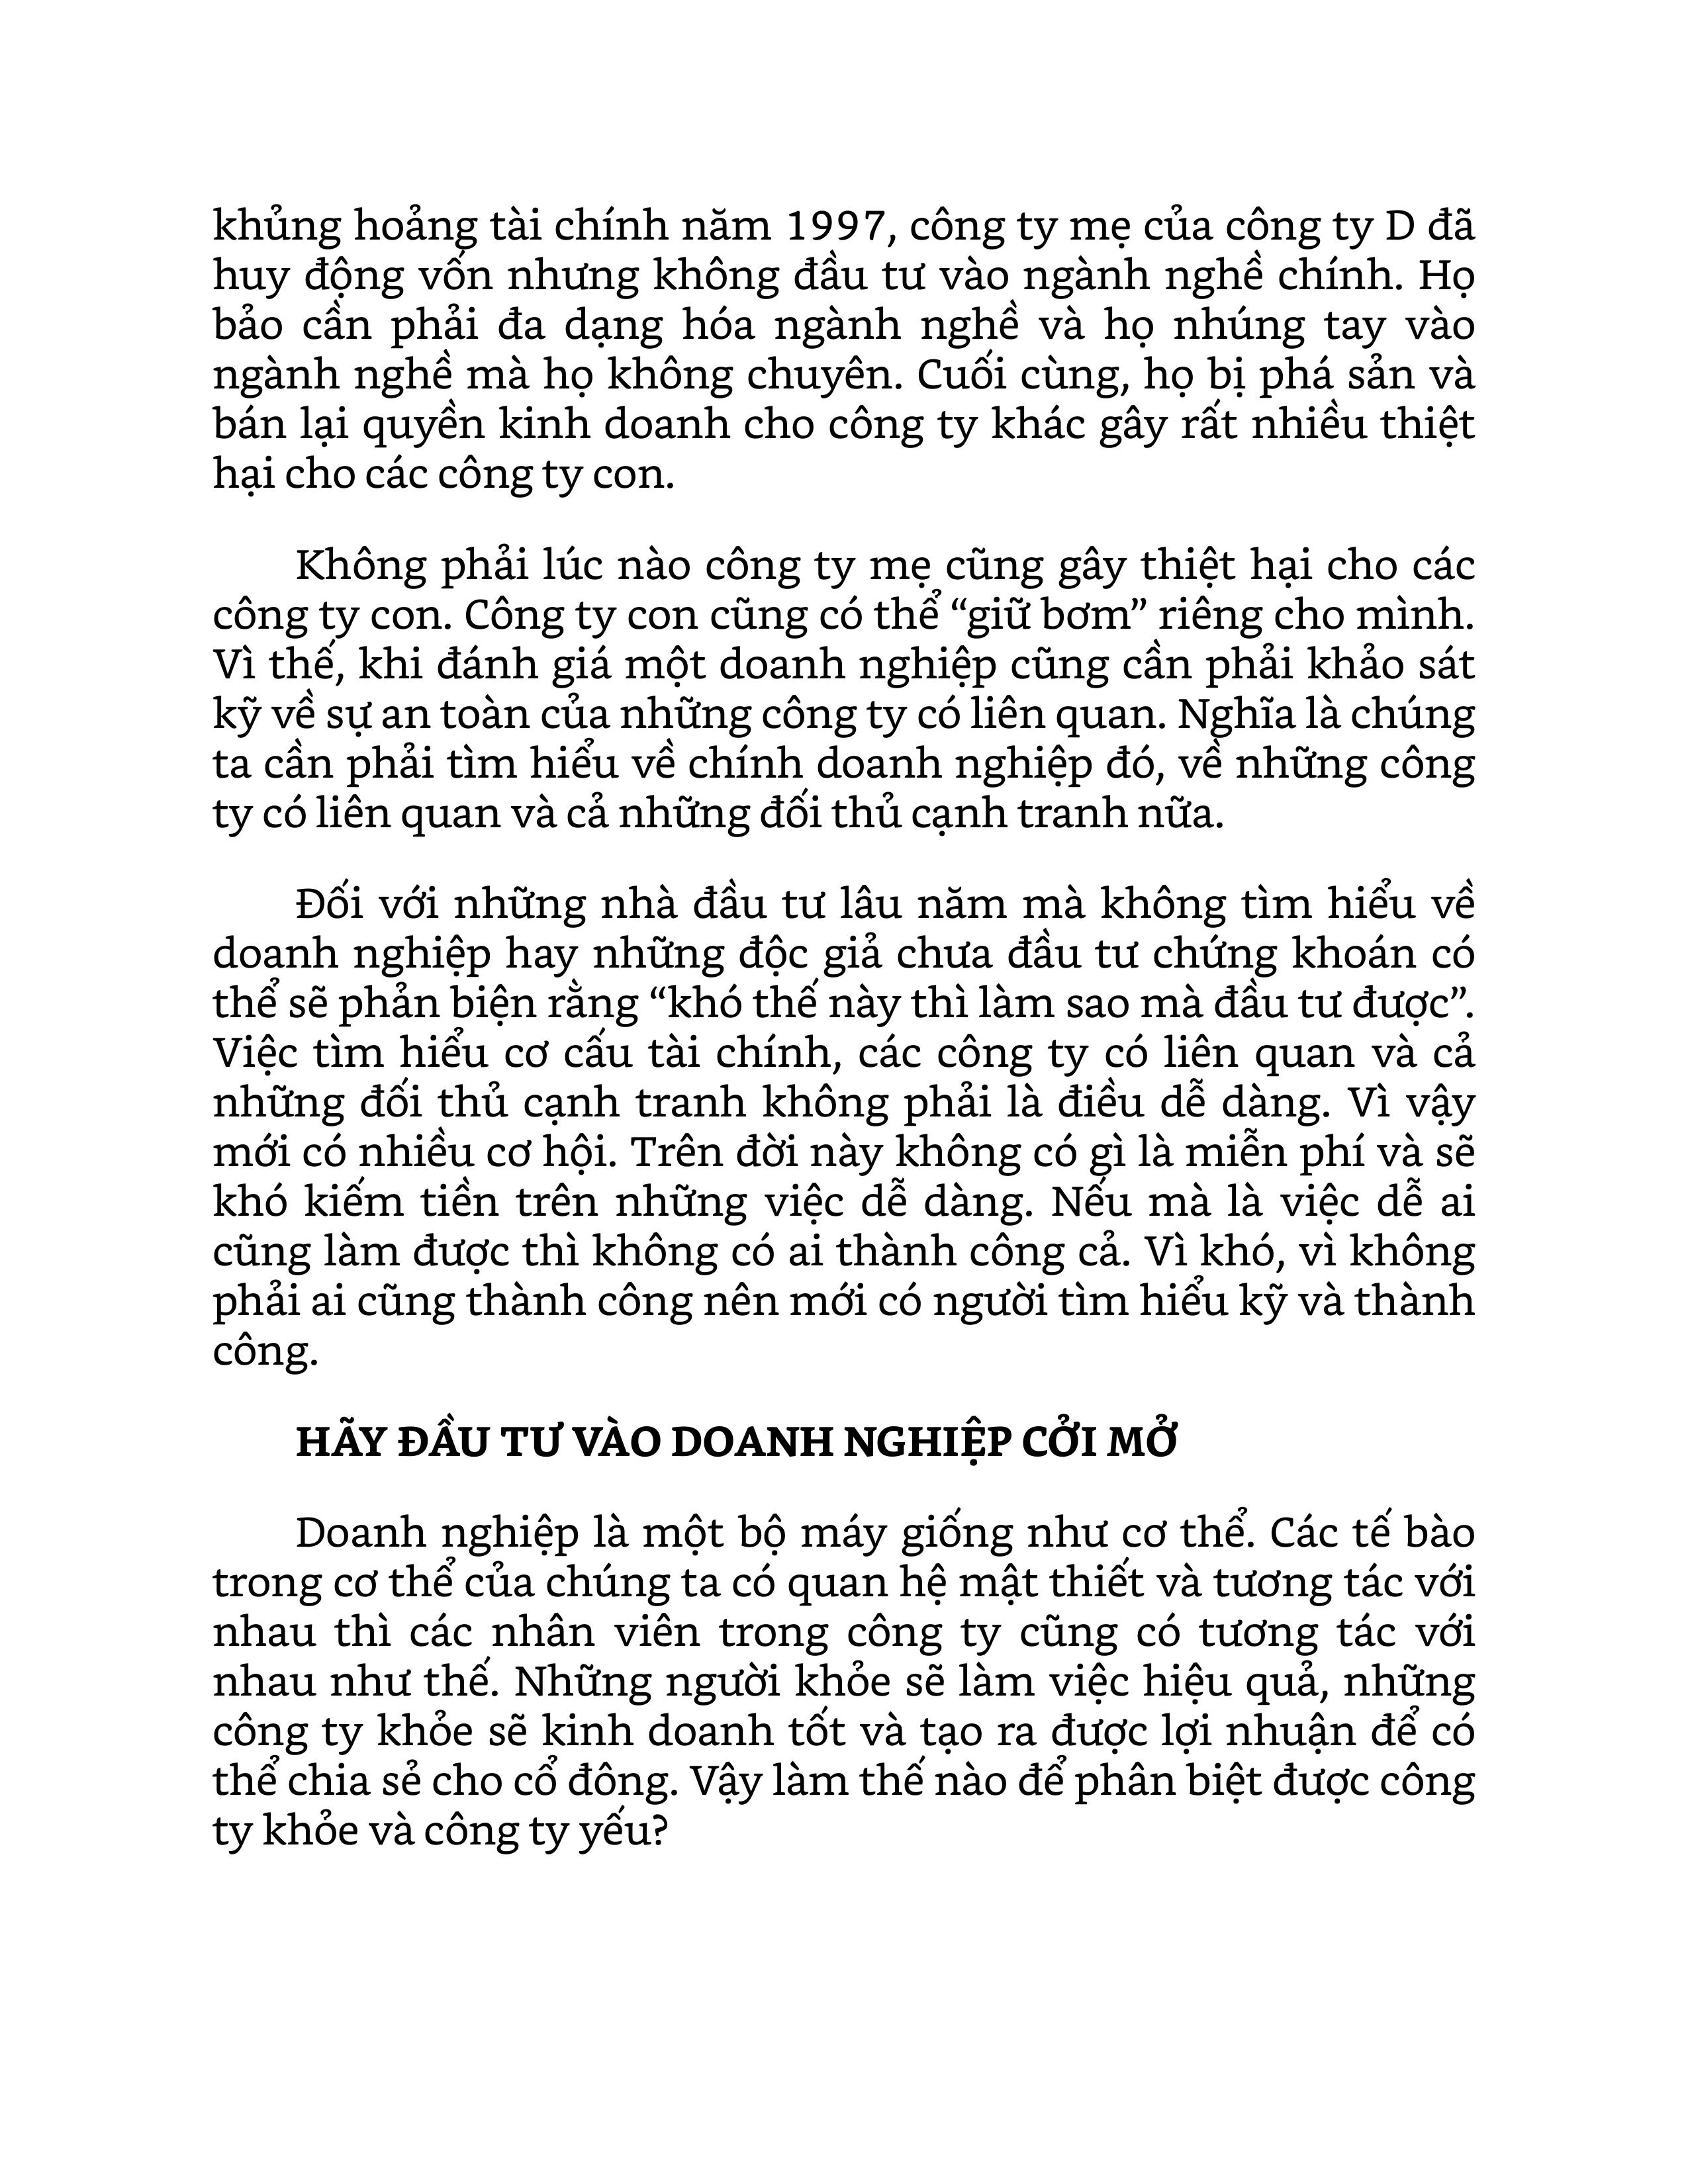 khủng hoảng tài chính năm 1997, công ty mẹ của công ty D đã
huy động vốn nhưng không đầu tư vào ngành nghề chính. Họ
bảo cần phải đa dạng hóa ngành nghề và họ nhúng tay vào
ngành nghề mà họ không chuyên. Cuối cùng, họ bị phá sản và
bán lại quyền kinh doanh cho công ty khác gây rất nhiều thiệt
hại cho các công ty con.
Không phải lúc nào công ty mẹ cũng gây thiệt hại cho các
công ty con. Công ty con cũng có thể “giữ bơm” riêng cho mình.
Vì thế, khi đánh giá một doanh nghiệp cũng cần phải khảo sát
kỹ về sự an toàn của những công ty có liên quan. Nghĩa là chúng
ta cần phải tìm hiểu về chính doanh nghiệp đó, về những công
ty có liên quan và cả những đối thủ cạnh tranh nữa.
Đối với những nhà đầu tư lâu năm mà không tìm hiểu về
doanh nghiệp hay những độc giả chưa đầu tư chứng khoán có
thể sẽ phản biện rằng “khó thế này thì làm sao mà đầu tư được”.
Việc tìm hiểu cơ cấu tài chính, các công ty có liên quan và cả
những đối thủ cạnh tranh không phải là điều dễ dàng. Vì vậy
mới có nhiều cơ hội. Trên đời này không có gì là miễn phí và sẽ
khó kiếm tiền trên những việc dễ dàng. Nếu mà là việc dễ ai
cũng làm được thì không có ai thành công cả. Vì khó, vì không
phải ai cũng thành công nên mới có người tìm hiểu kỹ và thành
công.
HÃY ĐẦU TƯ VÀO DOANH NGHIỆP CỞI MỞ
Doanh nghiệp là một bộ máy giống như cơ thể. Các tế bào
trong cơ thể của chúng ta có quan hệ mật thiết và tương tác với
nhau thì các nhân viên trong công ty cũng có tương tác với
nhau như thế. Những người khỏe sẽ làm việc hiệu quả, những
công ty khỏe sẽ kinh doanh tốt và tạo ra được lợi nhuận để có
thể chia sẻ cho cổ đông. Vậy làm thế nào để phân biệt được công
ty khỏe và công ty yếu?